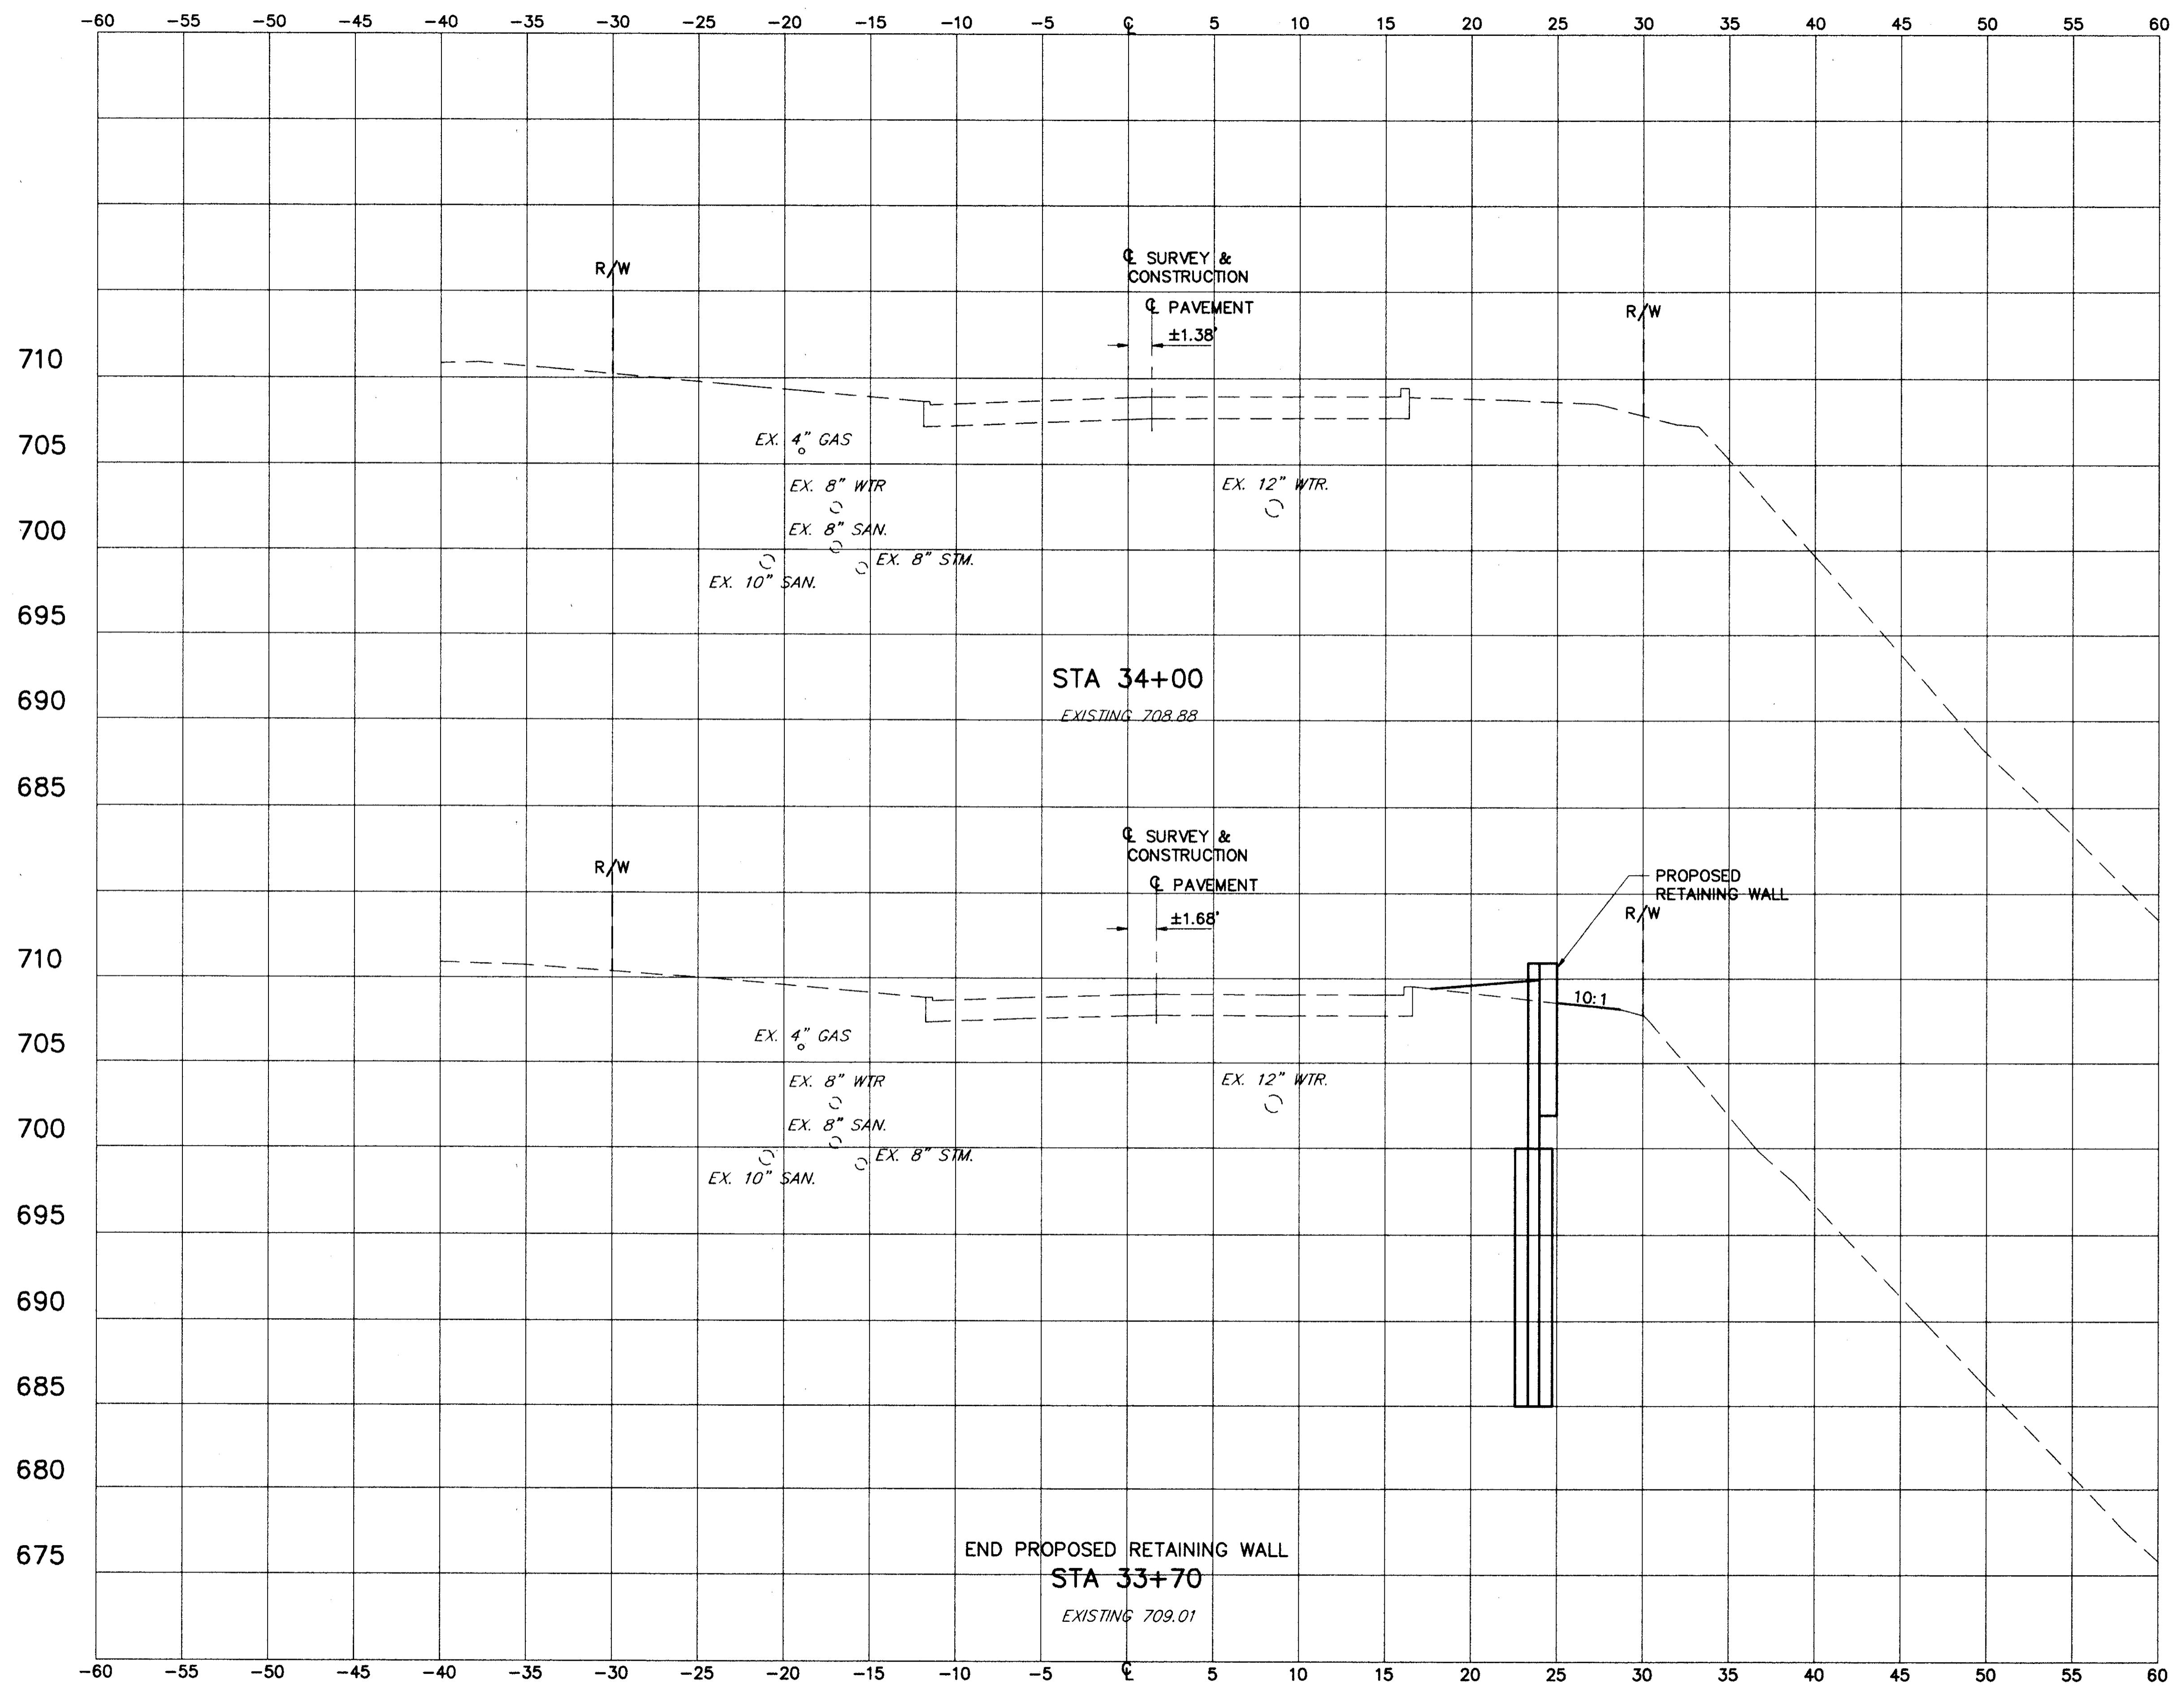 -60 -55 -50 -45 -40 -35 -30 -25 -20 -15 -10 -5 ℄ 5 10 15 20 25 30 35 40 45 50 55 60
℄ SURVEY &
CONSTRUCTION
R/W
℄ PAVEMENT
R/W
±1.38'
710
EX. 4" GAS
705
EX. 8" WTR
EX. 12" WTR.
EX. 8" SAN.
700
EX. 8" STM.
EX. 10" SAN.
695
STA 34+00
690
EXISTING 708.88
685
℄ SURVEY &
CONSTRUCTION
R/W
PROPOSED
RETAINING WALL
℄ PAVEMENT
R/W
±1.68'
710
10:1
EX. 4" GAS
705
EX. 8" WTR
EX. 12" WTR.
EX. 8" SAN.
700
EX. 8" STM.
EX. 10" SAN.
695
690
685
680
END PROPOSED RETAINING WALL
675
STA 33+70
EXISTING 709.01
-60 -55 -50 -45 -40 -35 -30 -25 -20 -15 -10 -5 ℄ 5 10 15 20 25 30 35 40 45 50 55 60